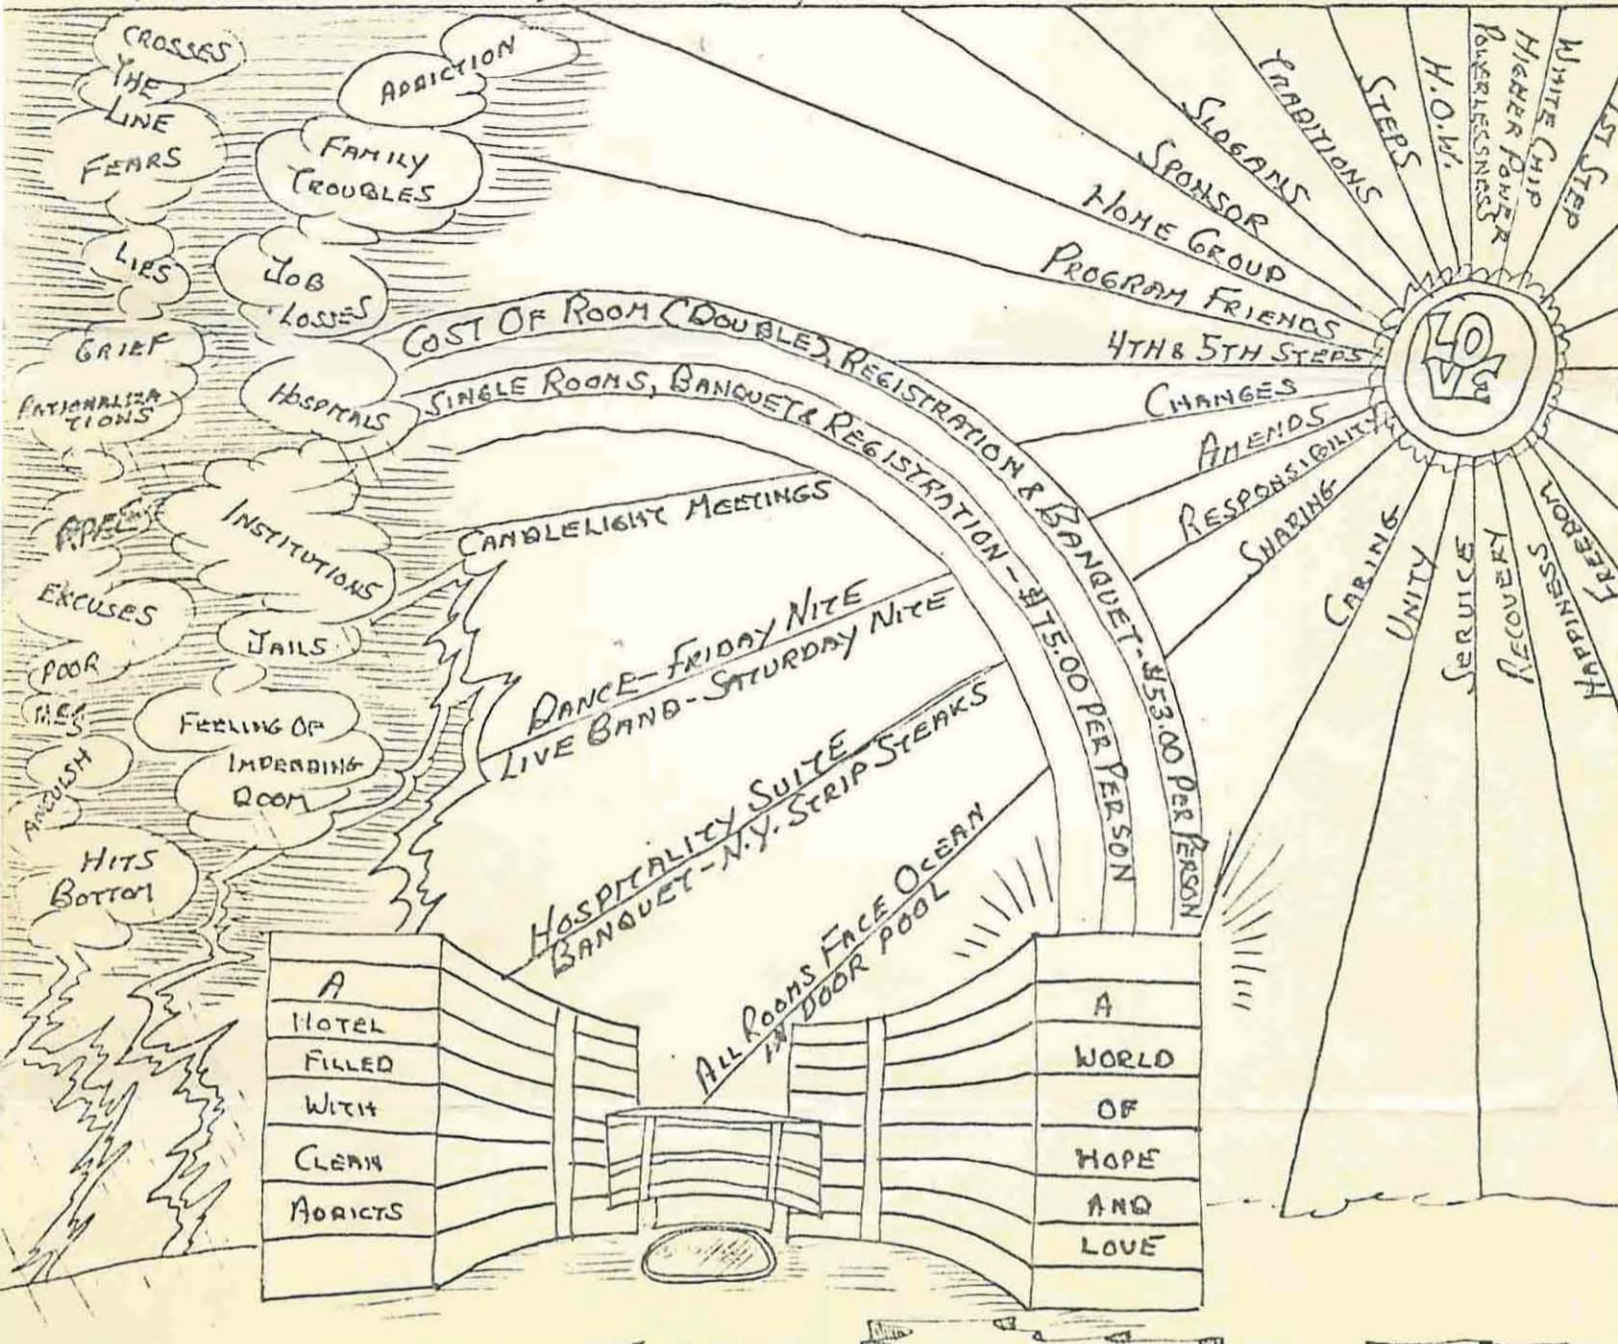 CROSSES
THE
LINE
FEARS
LIES
GRIEF
RATIONALIZA
TIONS
EXCUSES
POOR
ME'S
ANGUISH
HITS
BOTTOM
ADDICTION
FAMILY
TROUBLES
JOB
LOSSES
HOSPITALS
INSTITUTIONS
JAILS
FEELING OF
IMPENDING
DOOM
COST OF ROOM (DOUBLE), REGISTRATION & BANQUET - $53.00 PER PERSON
SINGLE ROOMS, BANQUET & REGISTRATION - $75.00 PER PERSON
CANDLELIGHT MEETINGS
DANCE - FRIDAY NITE
LIVE BAND - SATURDAY NITE
HOSPITALITY SUITE
BANQUET - N.Y. STRIP STEAKS
ALL ROOMS FACE OCEAN
IN DOOR POOL
1ST STEP
WHITE CHIP
HIGHER POWER
POWERLESSNESS
H.O.W.
STEPS
TRADITIONS
SLOGANS
SPONSOR
HOME GROUP
PROGRAM FRIENDS
4TH & 5TH STEPS
CHANGES
AMENDS
RESPONSIBILITY
SHARING
CARING
UNITY
SERVICE
RECOVERY
HAPPINESS
FREEDOM
LO
VE
A
HOTEL
FILLED
WITH
CLEAN
ADDICTS
A
WORLD
OF
HOPE
AND
LOVE